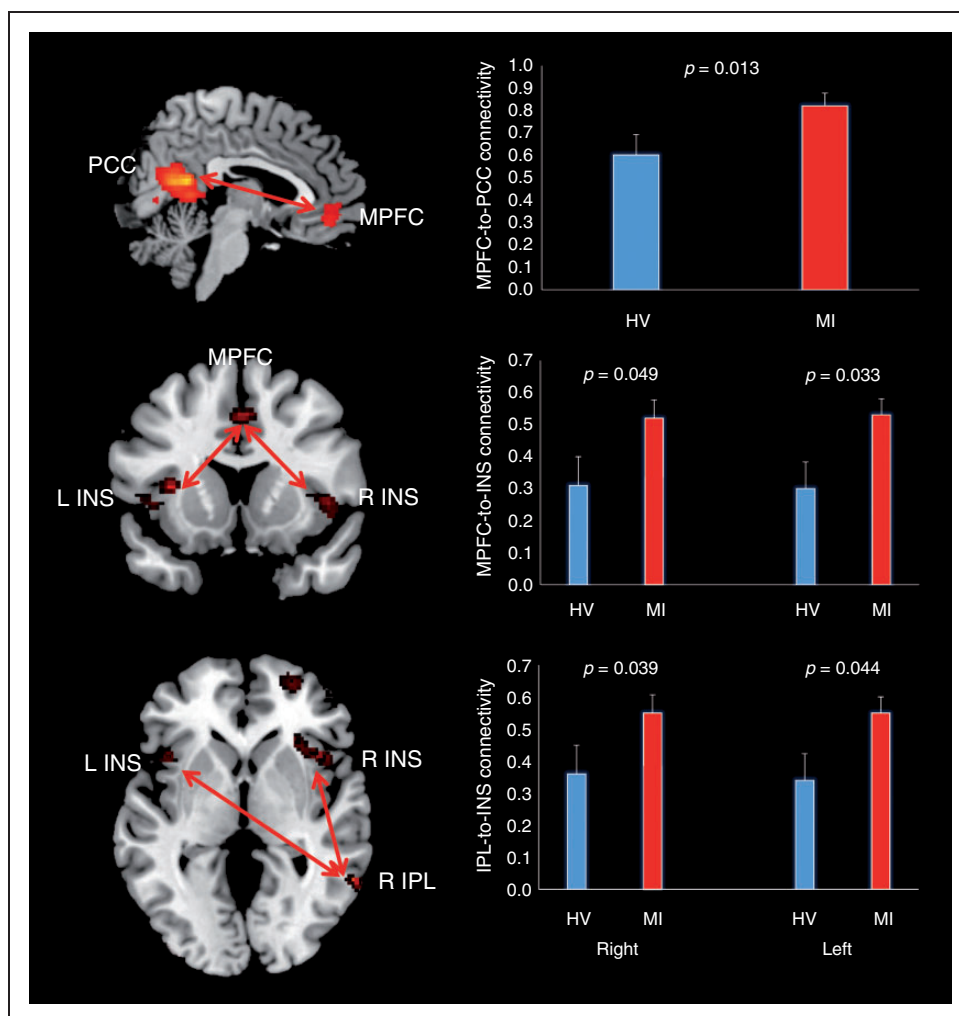 PCC
MPFC
MPFC-to-PCC connectivity
1.0
0.9
0.8
0.7
0.6
0.5
0.4
0.3
0.2
0.1
0.0
p = 0.013
HV
MI
MPFC
L INS
R INS
MPFC-to-INS connectivity
0.7
0.6
0.5
0.4
0.3
0.2
0.1
0.0
p = 0.049
p = 0.033
HV
MI
HV
MI
L INS
R INS
R IPL
IPL-to-INS connectivity
0.7
0.6
0.5
0.4
0.3
0.2
0.1
0.0
p = 0.039
p = 0.044
HV
MI
HV
MI
Right
Left